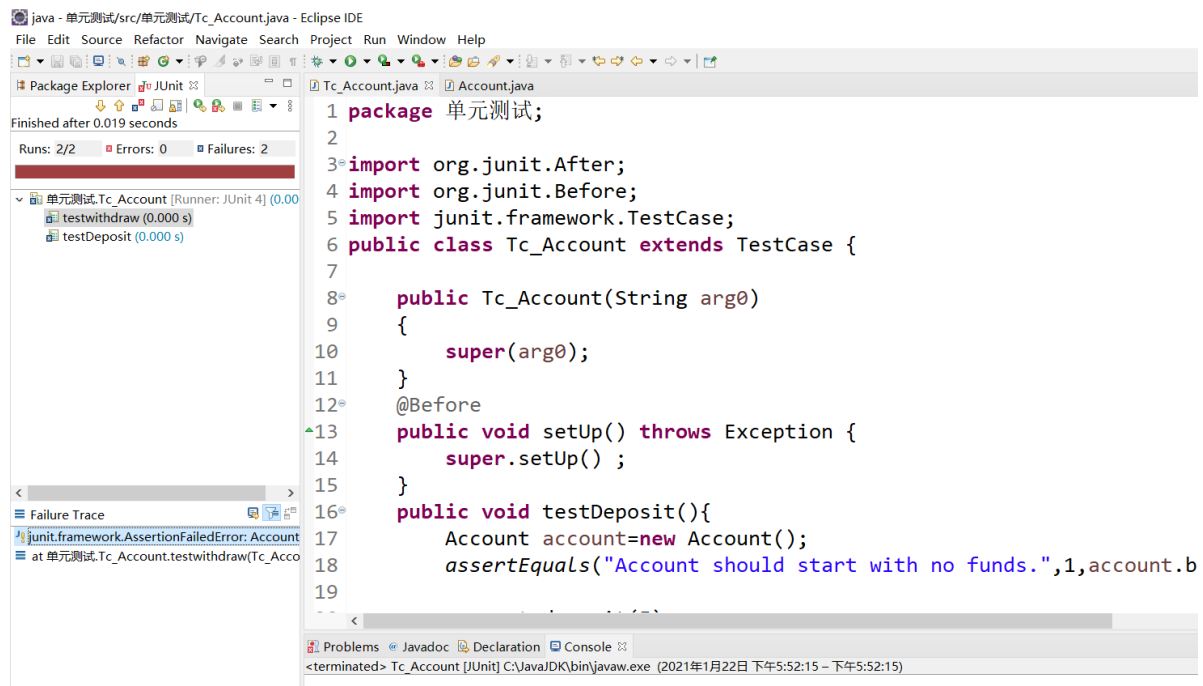 java - 单元测试/src/单元测试/Tc_Account.java - Eclipse IDE
File Edit Source Refactor Navigate Search Project Run Window Help
Package Explorer JUnit
Finished after 0.019 seconds
Runs: 2/2 Errors: 0 Failures: 2
单元测试.Tc_Account [Runner: JUnit 4] (0.00
testwithdraw (0.000 s)
testDeposit (0.000 s)
Failure Trace
junit.framework.AssertionFailedError: Account
at 单元测试.Tc_Account.testwithdraw(Tc_Acco
Tc_Account.java Account.java
1 package 单元测试;
2
3 import org.junit.After;
4 import org.junit.Before;
5 import junit.framework.TestCase;
6 public class Tc_Account extends TestCase {
7
8 public Tc_Account(String arg0)
9 {
10 super(arg0);
11 }
12 @Before
13 public void setUp() throws Exception {
14 super.setUp() ;
15 }
16 public void testDeposit(){
17 Account account=new Account();
18 assertEquals("Account should start with no funds.",1,account.b
19
Problems Javadoc Declaration Console
<terminated> Tc_Account [JUnit] C:\JavaJDK\bin\javaw.exe (2021年1月22日 下午5:52:15 – 下午5:52:15)